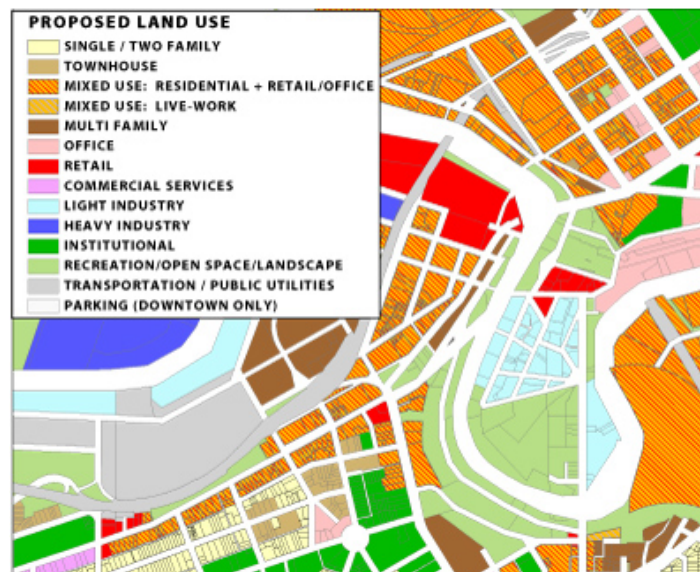 PROPOSED LAND USE
SINGLE / TWO FAMILY
TOWNHOUSE
MIXED USE: RESIDENTIAL + RETAIL/OFFICE
MIXED USE: LIVE-WORK
MULTI FAMILY
OFFICE
RETAIL
COMMERCIAL SERVICES
LIGHT INDUSTRY
HEAVY INDUSTRY
INSTITUTIONAL
RECREATION/OPEN SPACE/LANDSCAPE
TRANSPORTATION / PUBLIC UTILITIES
PARKING (DOWNTOWN ONLY)